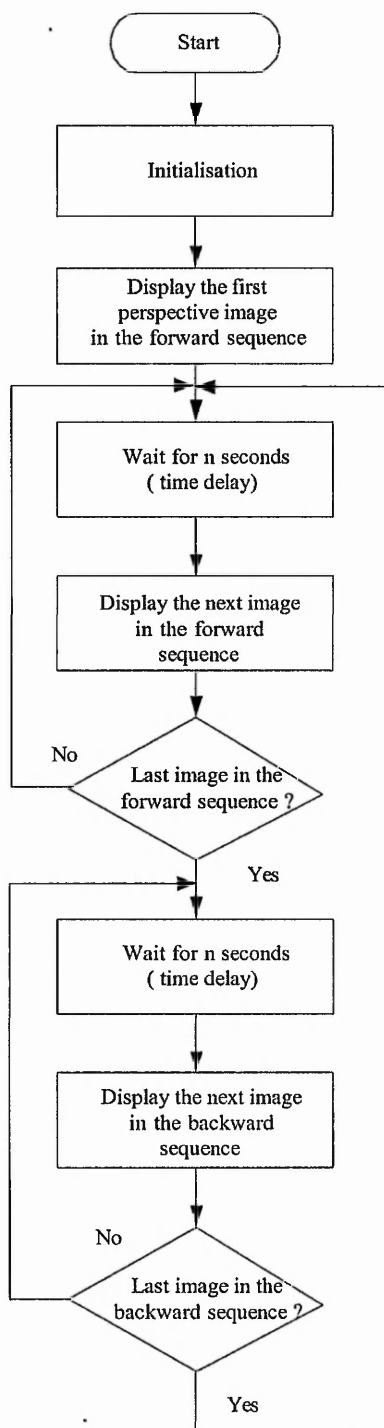 Start
Initialisation
Display the first
perspective image
in the forward sequence
Wait for n seconds
( time delay)
Display the next image
in the forward
sequence
No
Last image in the
forward sequence ?
Yes
Wait for n seconds
( time delay)
Display the next image
in the backward
sequence
No
Last image in the
backward sequence ?
Yes